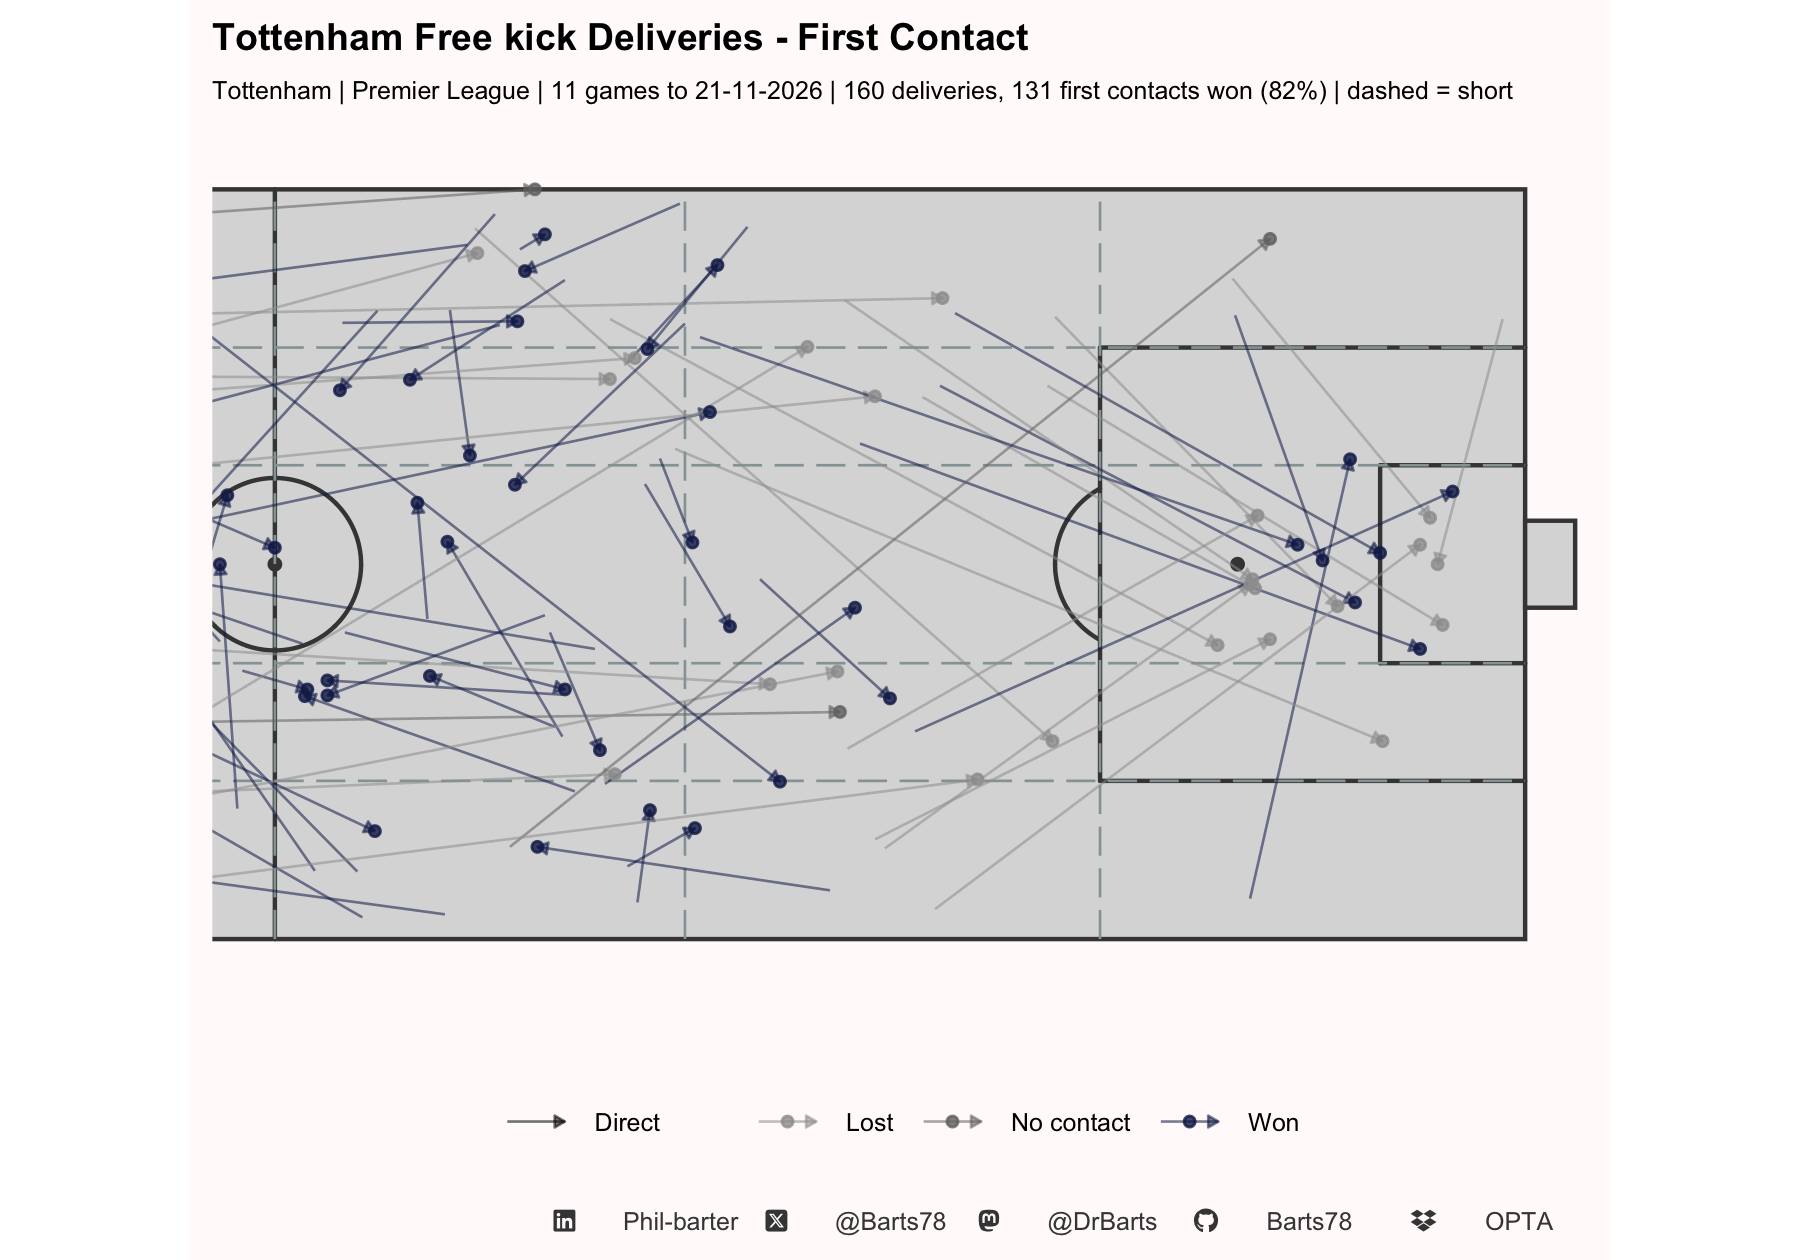 Tottenham Free kick Deliveries - First Contact
Tottenham | Premier League | 11 games to 21-11-2026 | 160 deliveries, 131 first contacts won (82%) | dashed = short
Direct Lost No contact Won
Phil-barter @Barts78 @DrBarts Barts78 OPTA